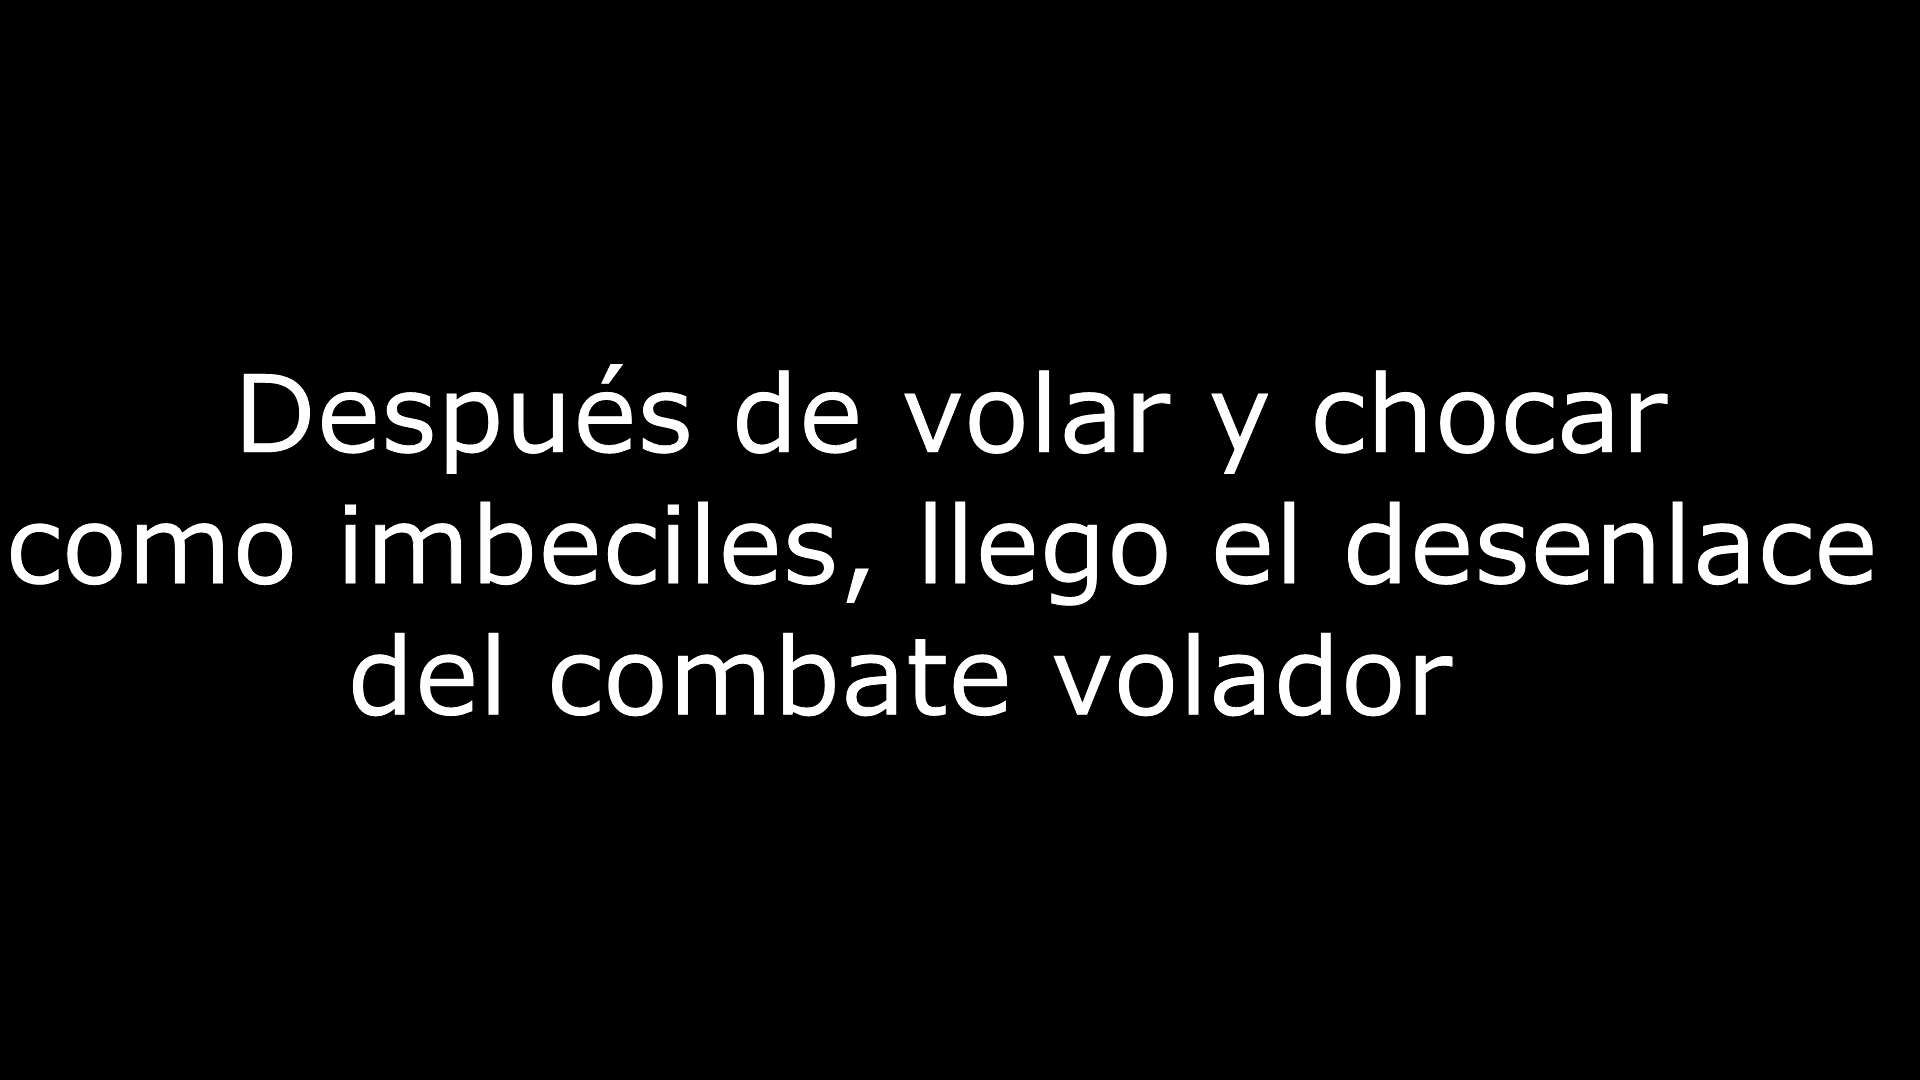 Después de volar y chocar
como imbeciles, llego el desenlace
del combate volador